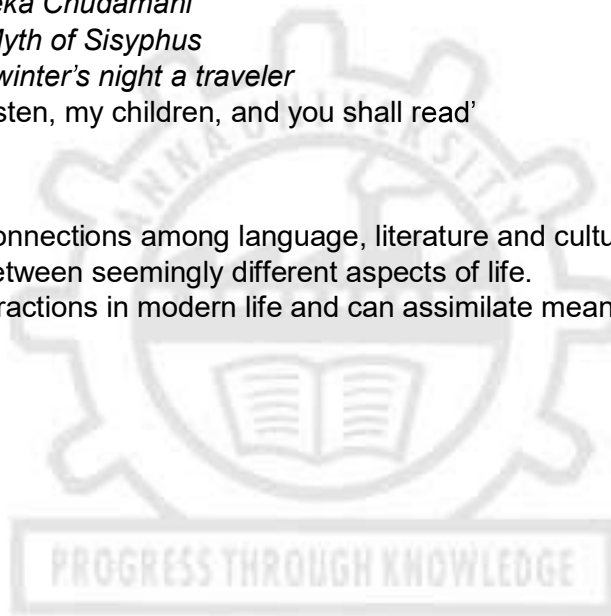 eka Chudamani
Myth of Sisyphus
winter's night a traveler
sten, my children, and you shall read'
onnections among language, literature and cultu
etween seemingly different aspects of life.
ractions in modern life and can assimilate mean
ANNA UNIVERSITY
PROGRESS THROUGH KNOWLEDGE